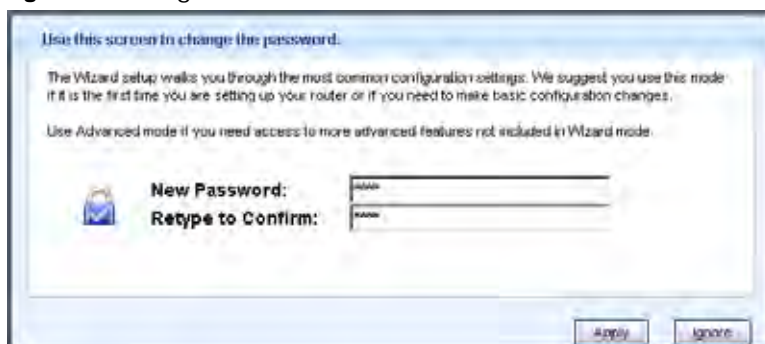 Use this screen to change the password.
The Wizard setup walks you through the most common configuration settings. We suggest you use this mode
if it is the first time you are setting up your router or if you need to make basic configuration changes.
Use Advanced mode if you need access to more advanced features not included in Wizard mode.
New Password: ****
Retype to Confirm: ****
Apply Ignore